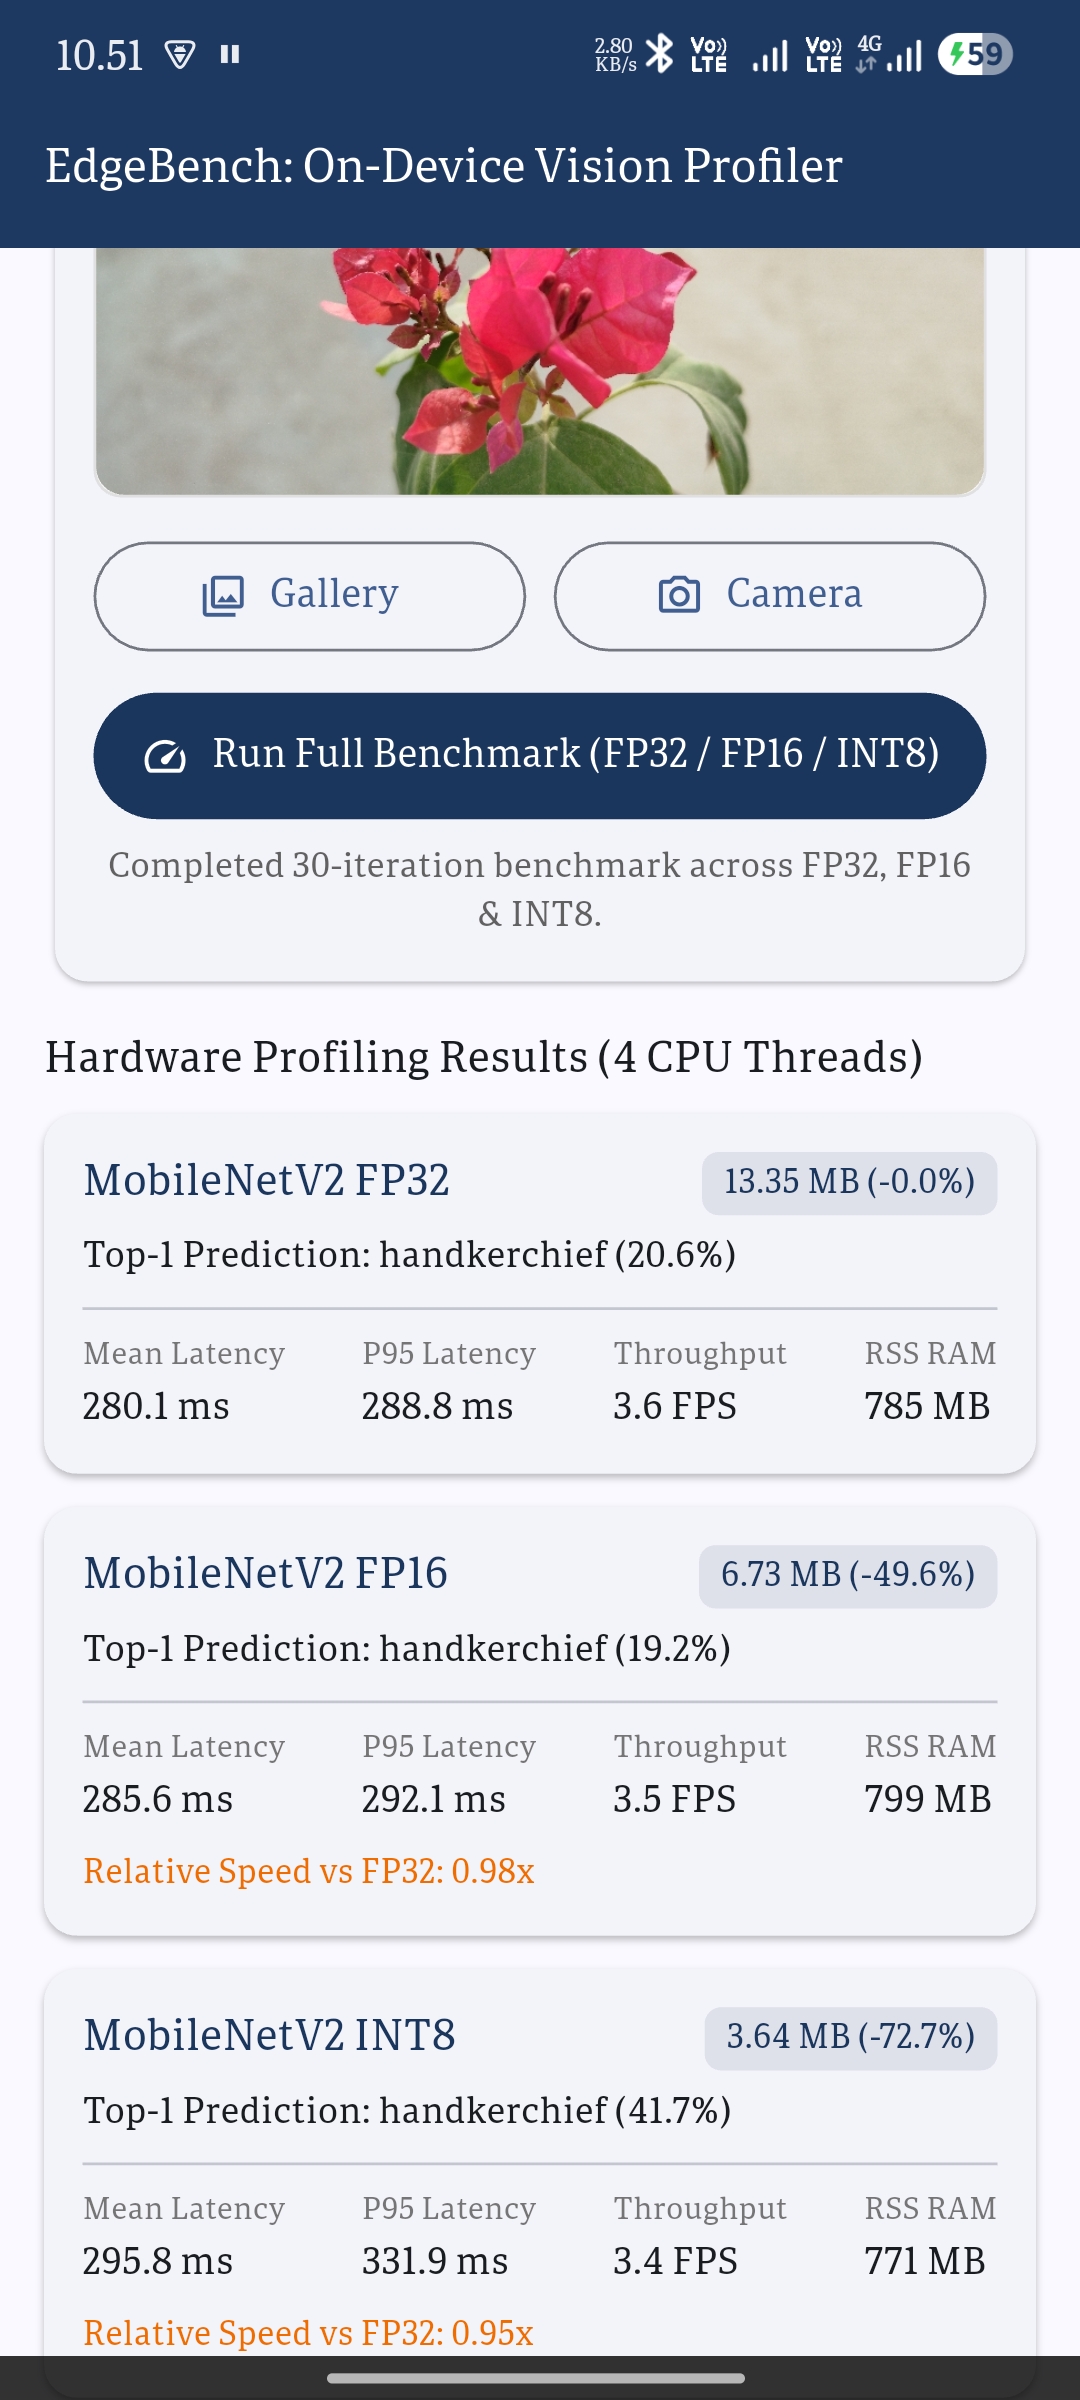 10.51
2.80 KB/s
Vo)) LTE
Vo)) LTE
4G
59
EdgeBench: On-Device Vision Profiler
Gallery
Camera
Run Full Benchmark (FP32 / FP16 / INT8)
Completed 30-iteration benchmark across FP32, FP16
& INT8.
Hardware Profiling Results (4 CPU Threads)
MobileNetV2 FP32
13.35 MB (-0.0%)
Top-1 Prediction: handkerchief (20.6%)
Mean Latency P95 Latency Throughput RSS RAM
280.1 ms 288.8 ms 3.6 FPS 785 MB
MobileNetV2 FP16
6.73 MB (-49.6%)
Top-1 Prediction: handkerchief (19.2%)
Mean Latency P95 Latency Throughput RSS RAM
285.6 ms 292.1 ms 3.5 FPS 799 MB
Relative Speed vs FP32: 0.98x
MobileNetV2 INT8
3.64 MB (-72.7%)
Top-1 Prediction: handkerchief (41.7%)
Mean Latency P95 Latency Throughput RSS RAM
295.8 ms 331.9 ms 3.4 FPS 771 MB
Relative Speed vs FP32: 0.95x